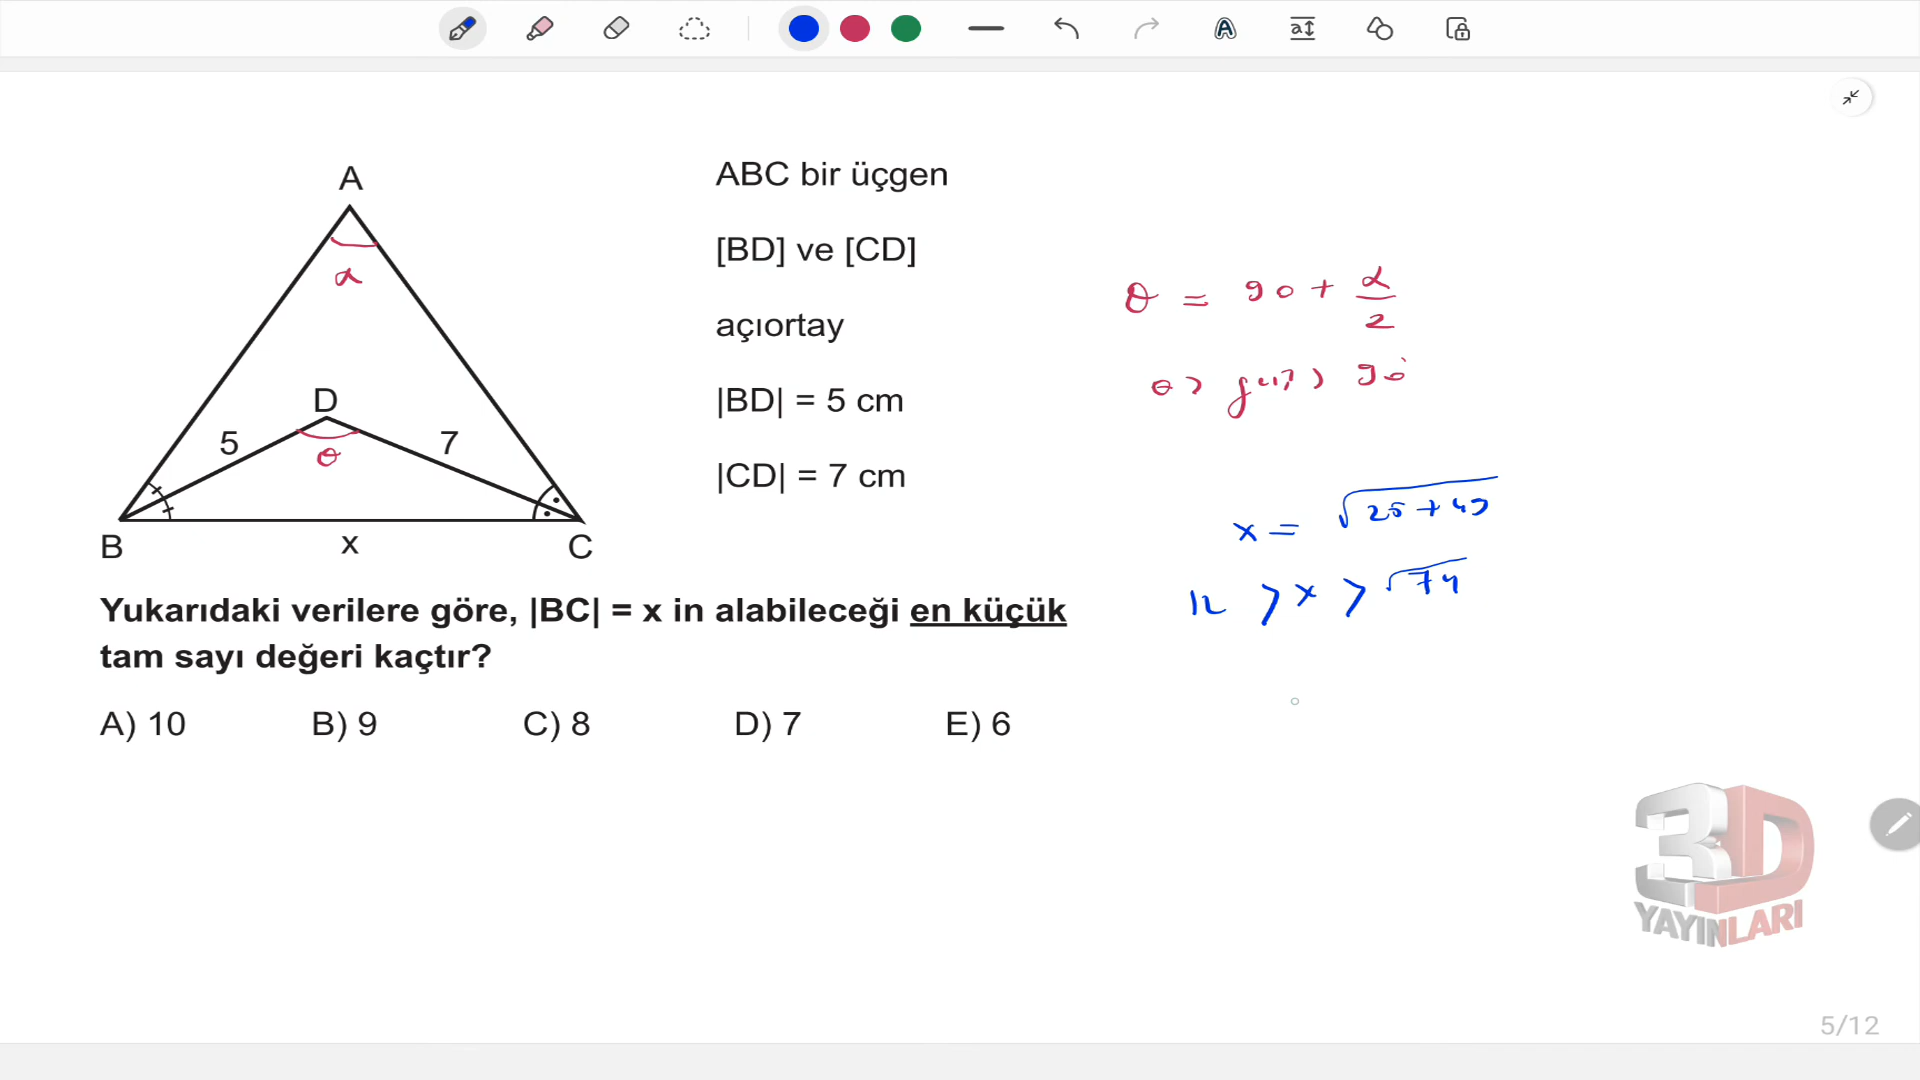 A
ABC bir üçgen
[BD] ve [CD]
açıortay
|BD| = 5 cm
|CD| = 7 cm
α
D
5
7
θ
B
x
C
θ = 90 + α/2
θ > > 90°
x = √25+49
12 > x > √74
Yukarıdaki verilere göre, |BC| = x in alabileceği en küçük
tam sayı değeri kaçtır?
A) 10 B) 9 C) 8 D) 7 E) 6
3D
YAYINLARI
5/12